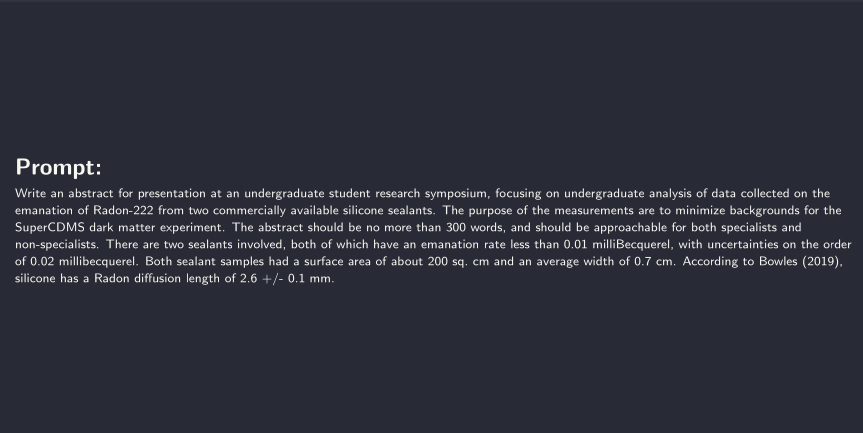 Prompt:
Write an abstract for presentation at an undergraduate student research symposium, focusing on undergraduate analysis of data collected on the
emanation of Radon-222 from two commercially available silicone sealants. The purpose of the measurements are to minimize backgrounds for the
SuperCDMS dark matter experiment. The abstract should be no more than 300 words, and should be approachable for both specialists and
non-specialists. There are two sealants involved, both of which have an emanation rate less than 0.01 milliBecquerel, with uncertainties on the order
of 0.02 millibecquerel. Both sealant samples had a surface area of about 200 sq. cm and an average width of 0.7 cm. According to Bowles (2019),
silicone has a Radon diffusion length of 2.6 +/- 0.1 mm.